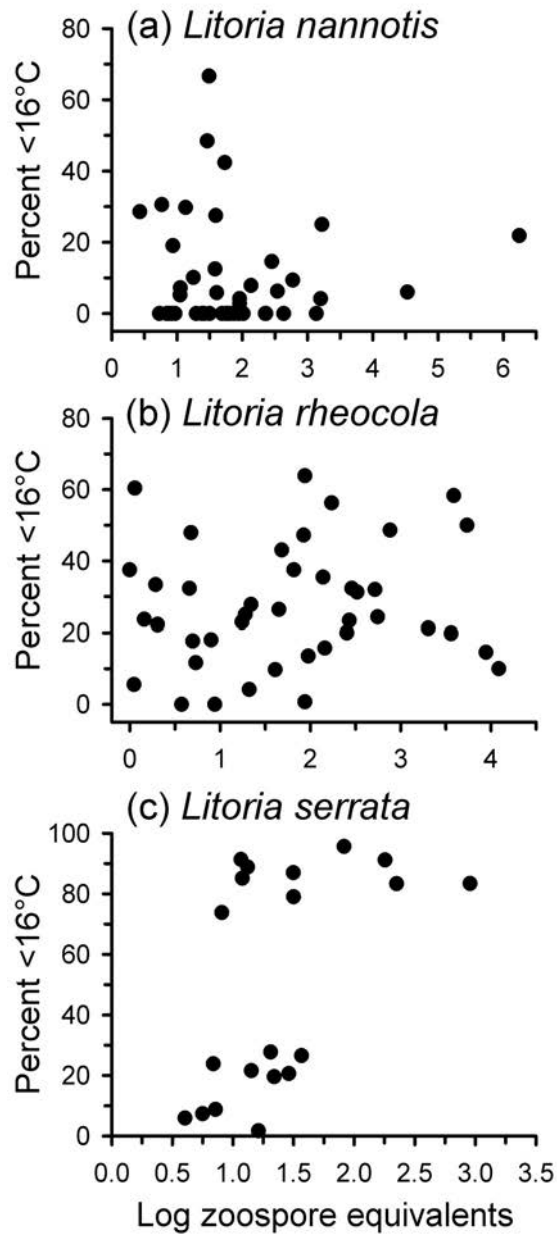 (a) Litoria nannotis
Percent <16°C
80
60
40
20
0
0 1 2 3 4 5 6
(b) Litoria rheocola
Percent <16°C
80
60
40
20
0
0 1 2 3 4
(c) Litoria serrata
Percent <16°C
100
80
60
40
20
0
0.0 0.5 1.0 1.5 2.0 2.5 3.0 3.5
Log zoospore equivalents